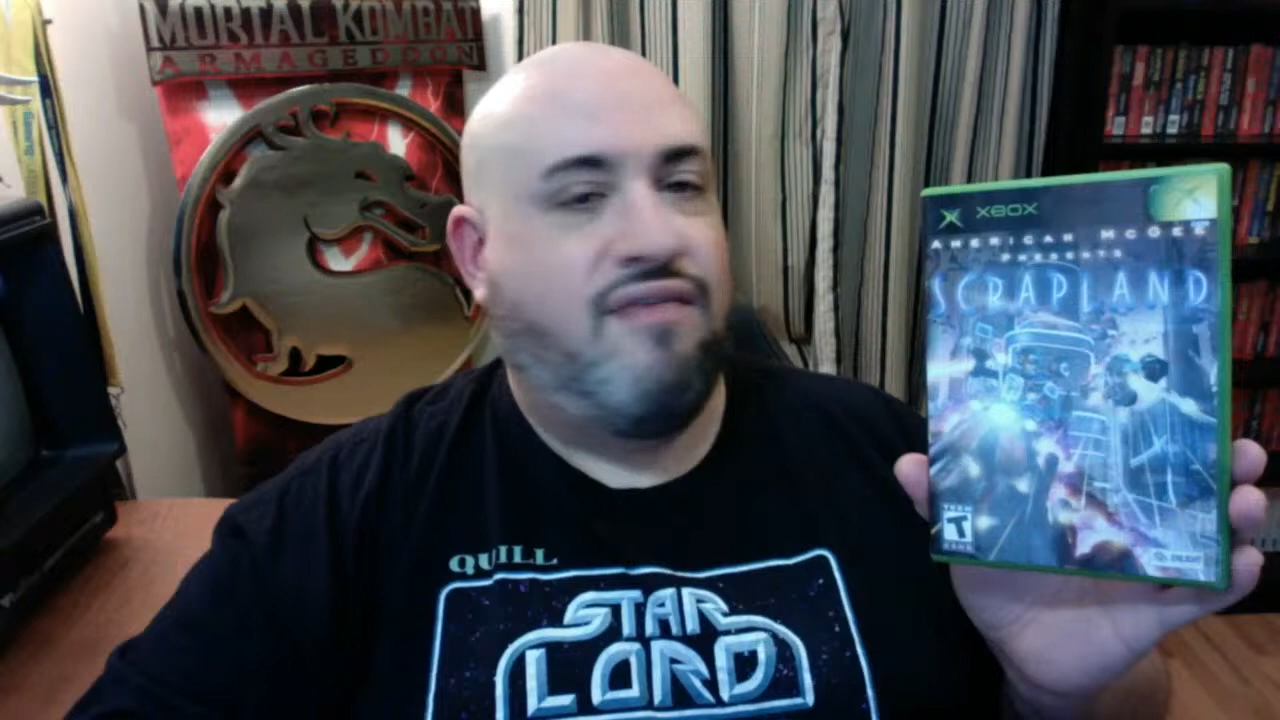 MORTAL KOMBAT
ARMAGEDDON
XBOX
AMERICAN McGEE
PRESENTS
SCRAPLAND
TEEN
T
QUILL
STAR
LORD